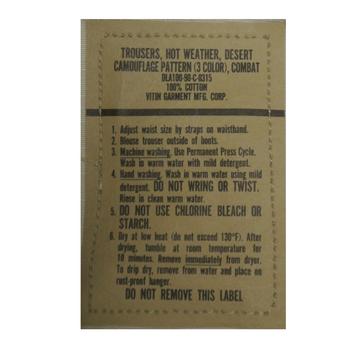 TROUSERS, HOT WEATHER, DESERT
CAMOUFLAGE PATTERN (3 COLOR), COMBAT
DLA100-90-C-0315
100% COTTON
VITIN GARMENT MFG. CORP.
1. Adjust waist size by straps on waistband.
2. Blouse trouser outside of boots.
3. Machine washing. Use Permanent Press Cycle.
Wash in warm water with mild detergent.
4. Hand washing. Wash in warm water using mild
detergent. DO NOT WRING OR TWIST.
Rinse in clean warm water.
5. DO NOT USE CHLORINE BLEACH OR
STARCH.
6. Dry at low heat (do not exceed 130°F). After
drying, tumble at room temperature for
10 minutes. Remove immediately from dryer.
To drip dry, remove from water and place on
rust-proof hanger.
DO NOT REMOVE THIS LABEL